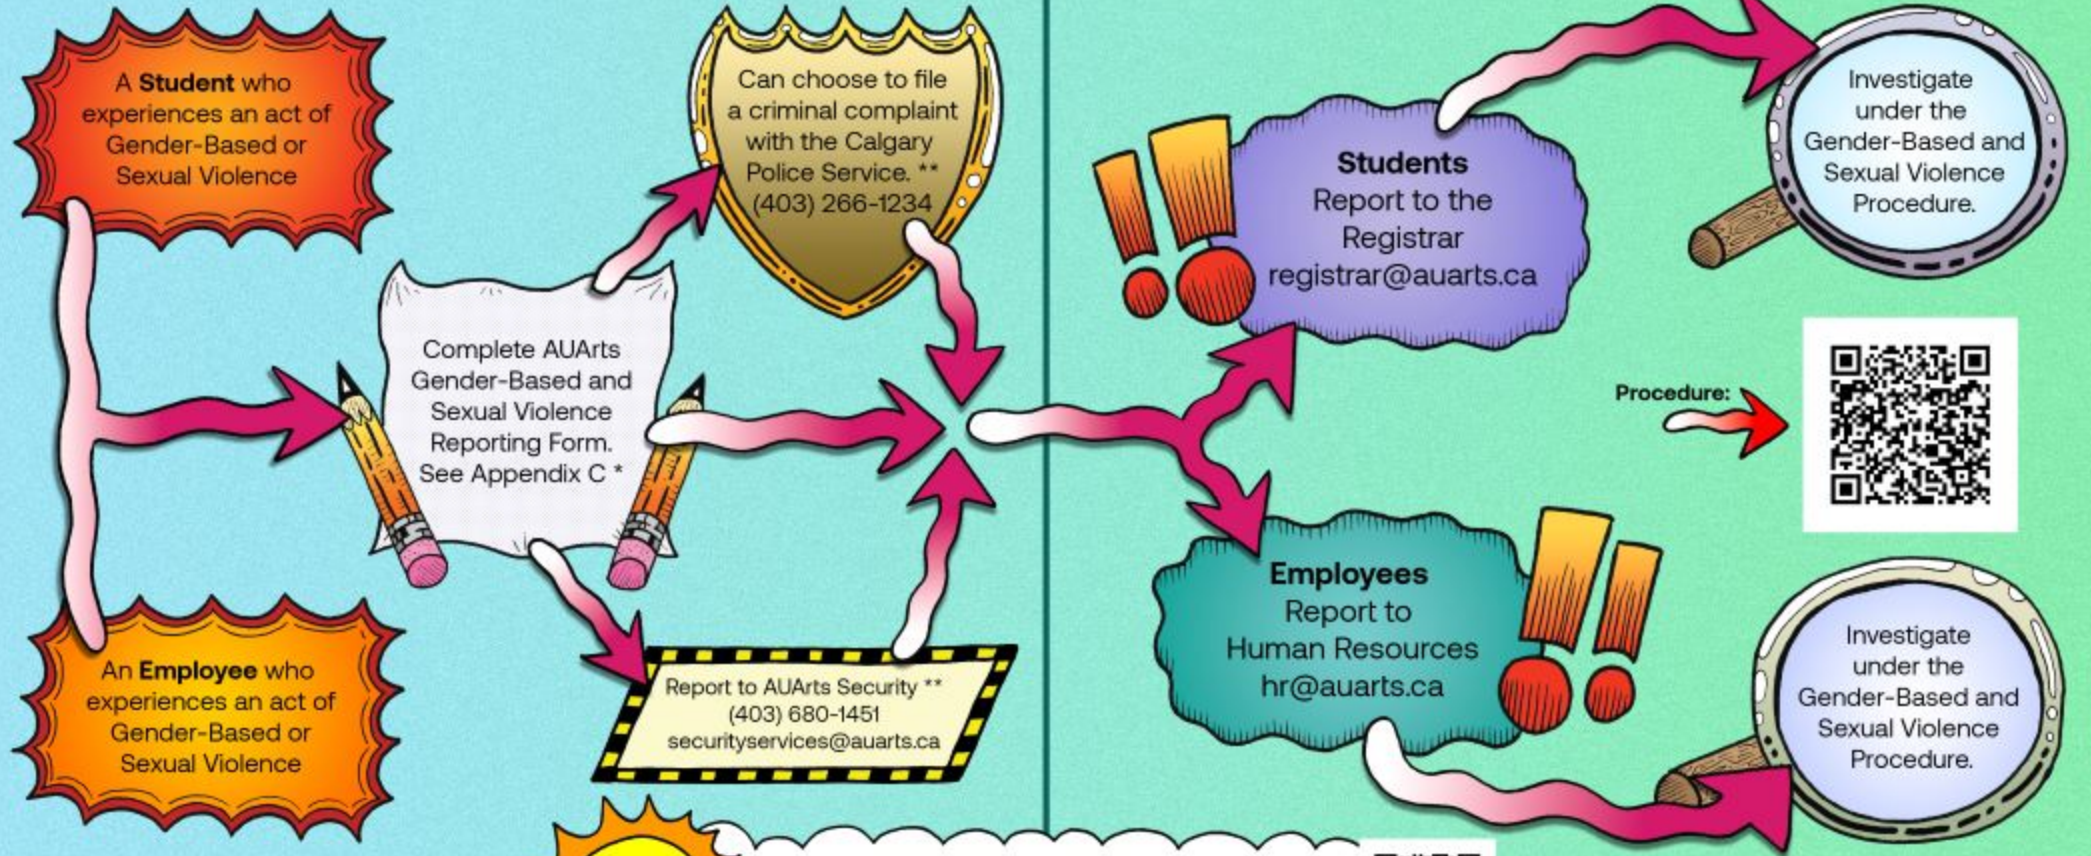 A Student who
experiences an act of
Gender-Based or
Sexual Violence
Can choose to file
a criminal complaint
with the Calgary
Police Service. **
(403) 266-1234
Complete AUArts
Gender-Based and
Sexual Violence
Reporting Form.
See Appendix C *
An Employee who
experiences an act of
Gender-Based or
Sexual Violence
Report to AUArts Security **
(403) 680-1451
securityservices@auarts.ca
Students
Report to the
Registrar
registrar@auarts.ca
Investigate
under the
Gender-Based and
Sexual Violence
Procedure.
Procedure:
Employees
Report to
Human Resources
hr@auarts.ca
Investigate
under the
Gender-Based and
Sexual Violence
Procedure.